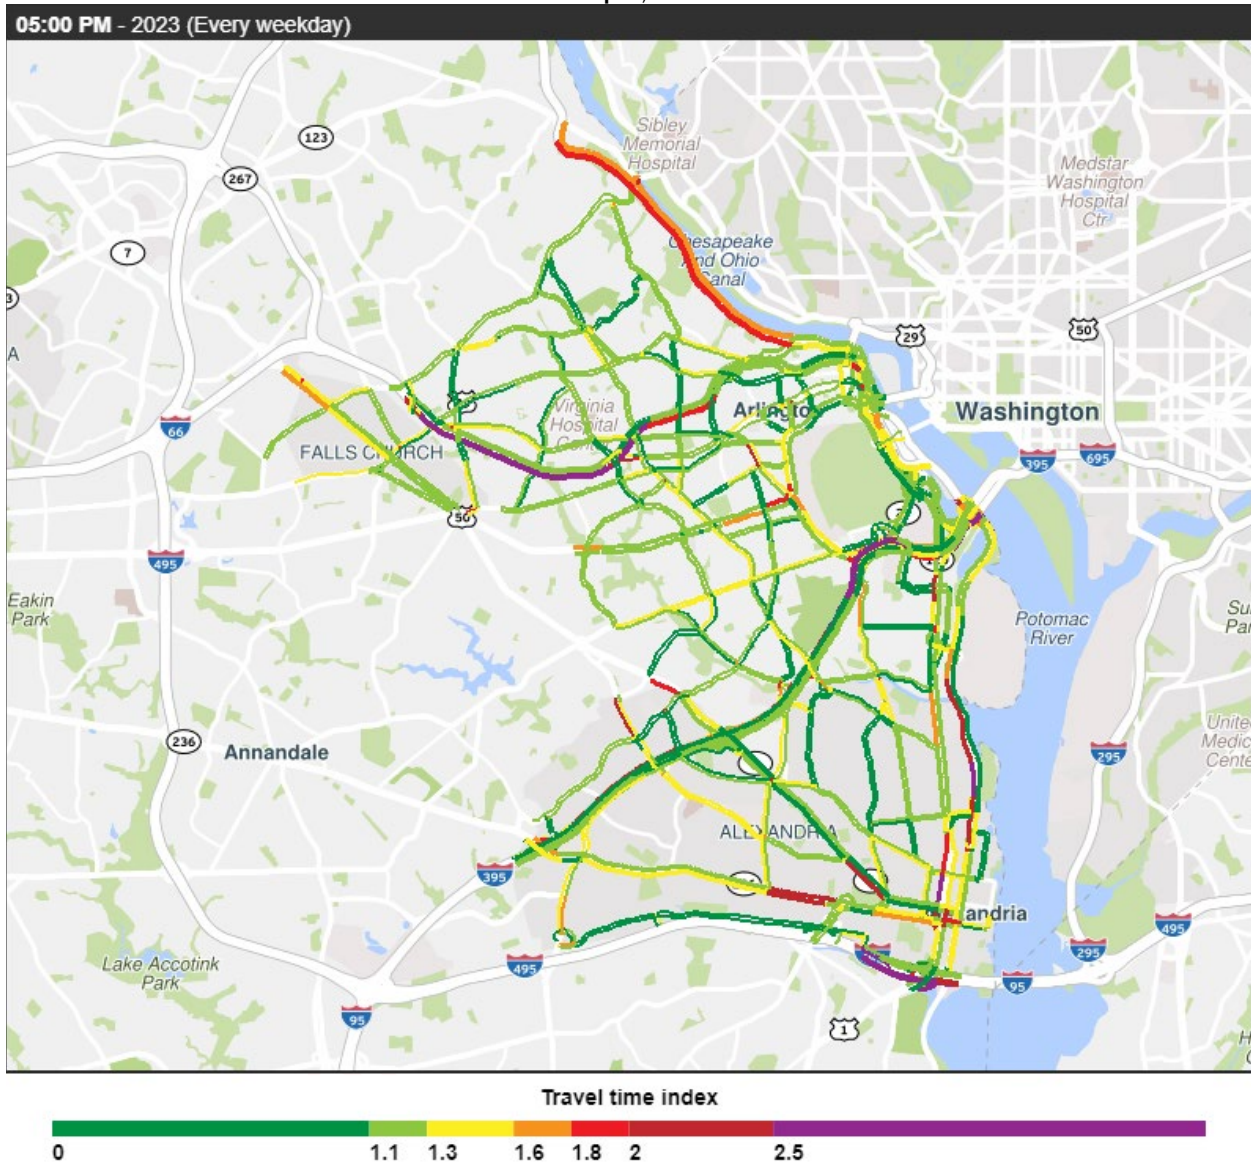 05:00 PM - 2023 (Every weekday)
123
Sibley
Memorial
Hospital
267
Medstar
Washington
Hospital
Ctr
7
Chesapeake
And Ohio
Canal
3
29
50
A
Virginia
Hospital
Arlington
Washington
66
FALLS CHURCH
395
695
50
495
Eakin
Park
Potomac
River
236
Annandale
295
ALEXANDRIA
395
andria
495
Lake Accotink
Park
495
295
95
95
1
Travel time index
0
1.1
1.3
1.6
1.8
2
2.5